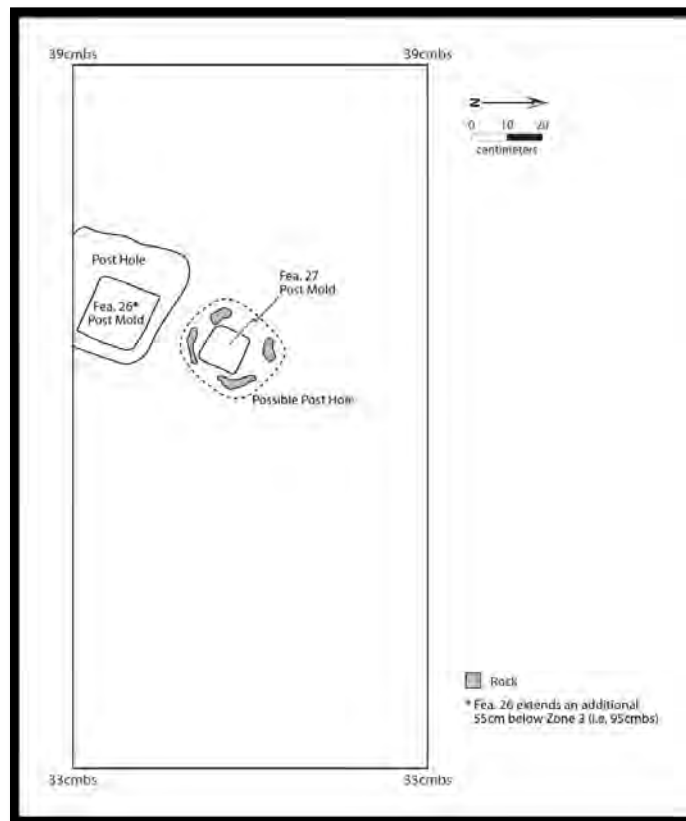 39cmbs
39cmbs
N
0 10 20
centimeters
Post Hole
Fea. 26*
Post Mold
Fea. 27
Post Mold
Possible Post Hole
Rock
* Fea. 26 extends an additional
55cm below Zone 3 (i.e. 95cmbs)
33cmbs
35cmbs